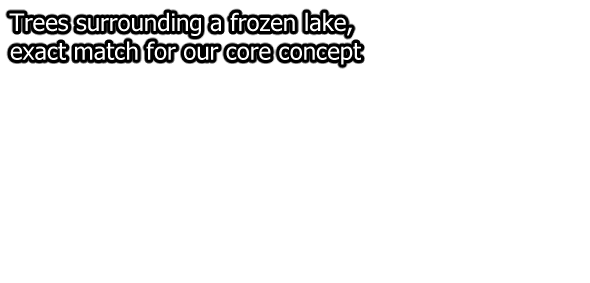 Trees surrounding a frozen lake,
exact match for our core concept